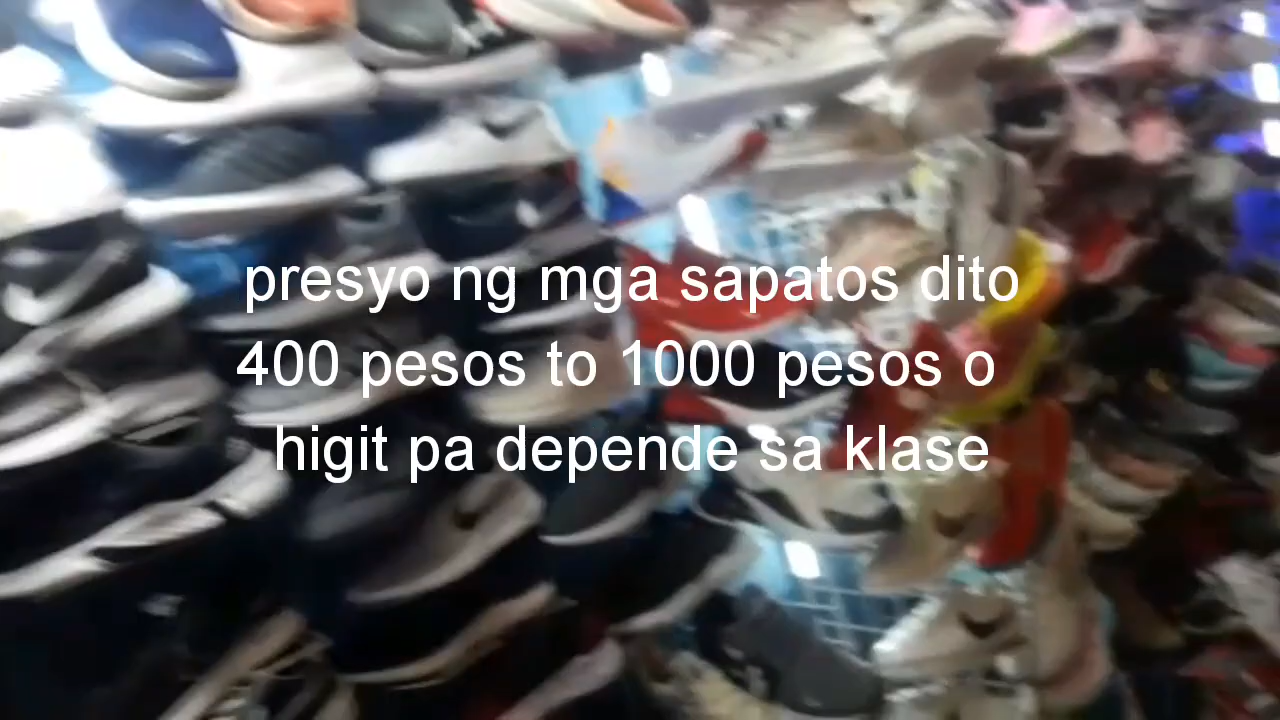 presyo ng mga sapatos dito
400 pesos to 1000 pesos o
higit pa depende sa klase